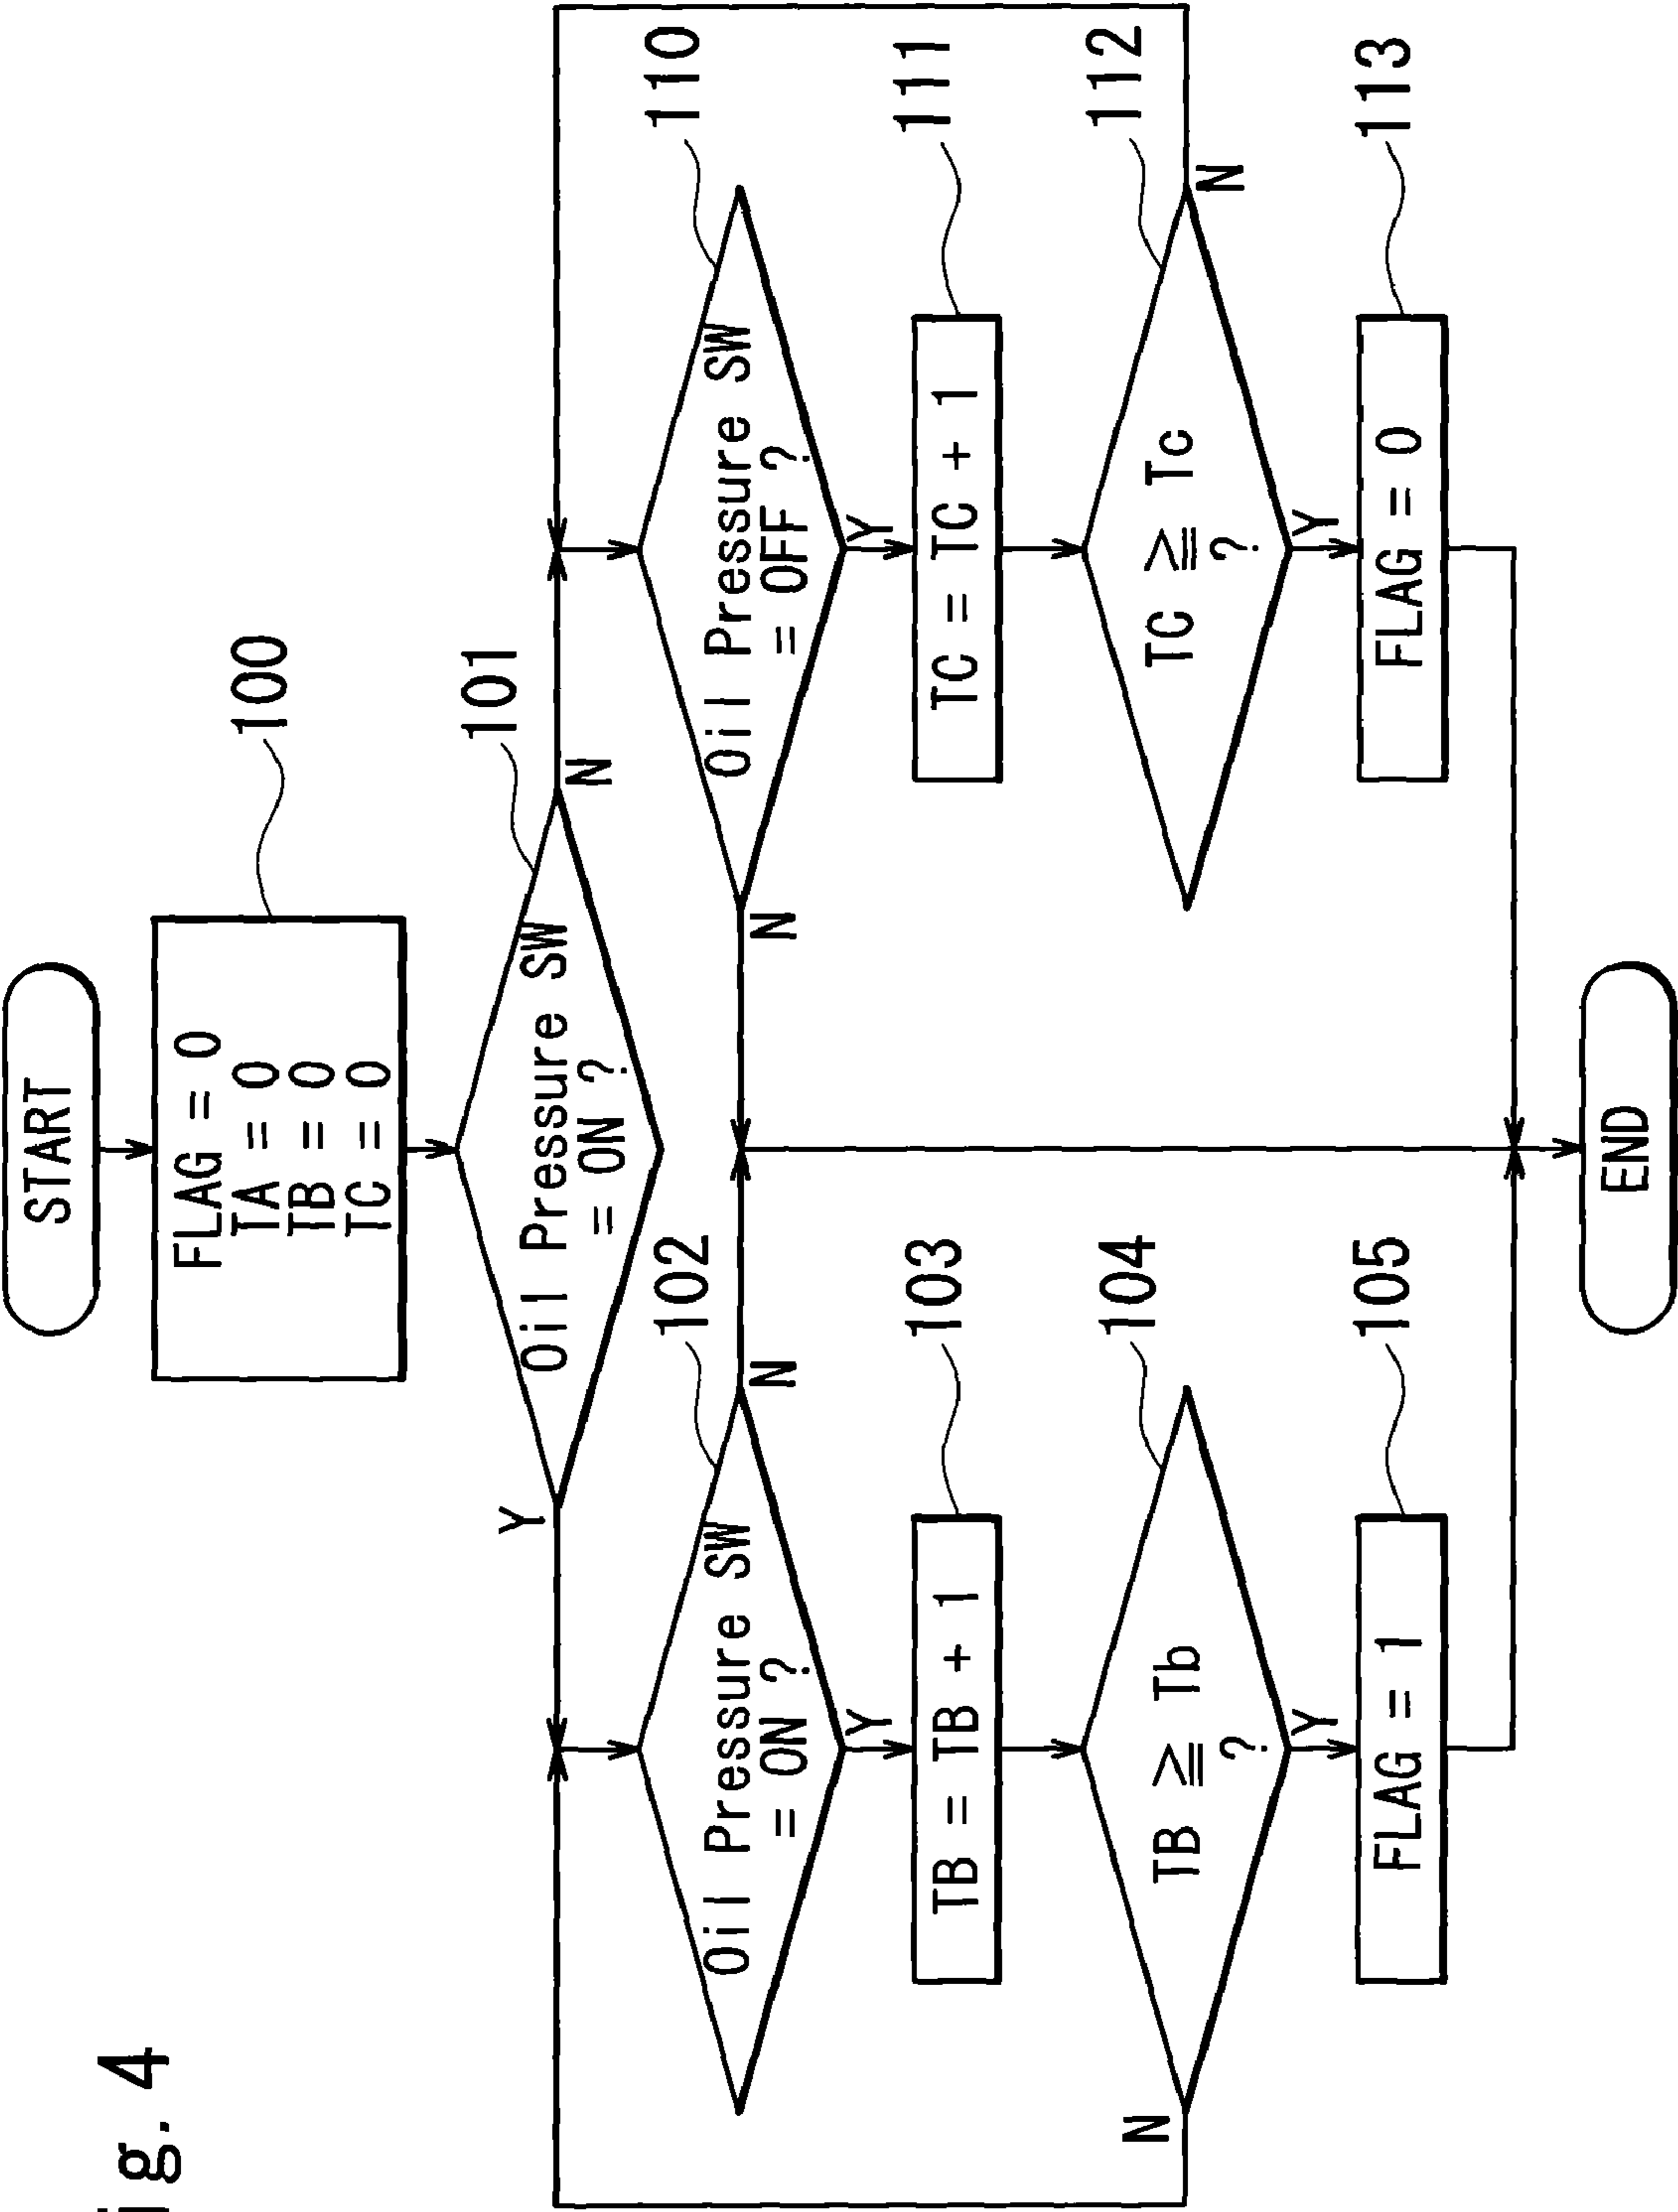 ig. 4
START
100
FLAG = 0
TA = 0
TB = 0
TC = 0
101
Oil Pressure SW
= ON ?
Y
N
102
Oil Pressure SW
= ON ?
N
Y
103
TB = TB + 1
104
TB ≧ Tb
?
N
Y
105
FLAG = 1
110
Oil Pressure SW
= OFF ?
N
Y
111
TC = TC + 1
112
TC ≧ Tc
?
N
Y
113
FLAG = 0
END